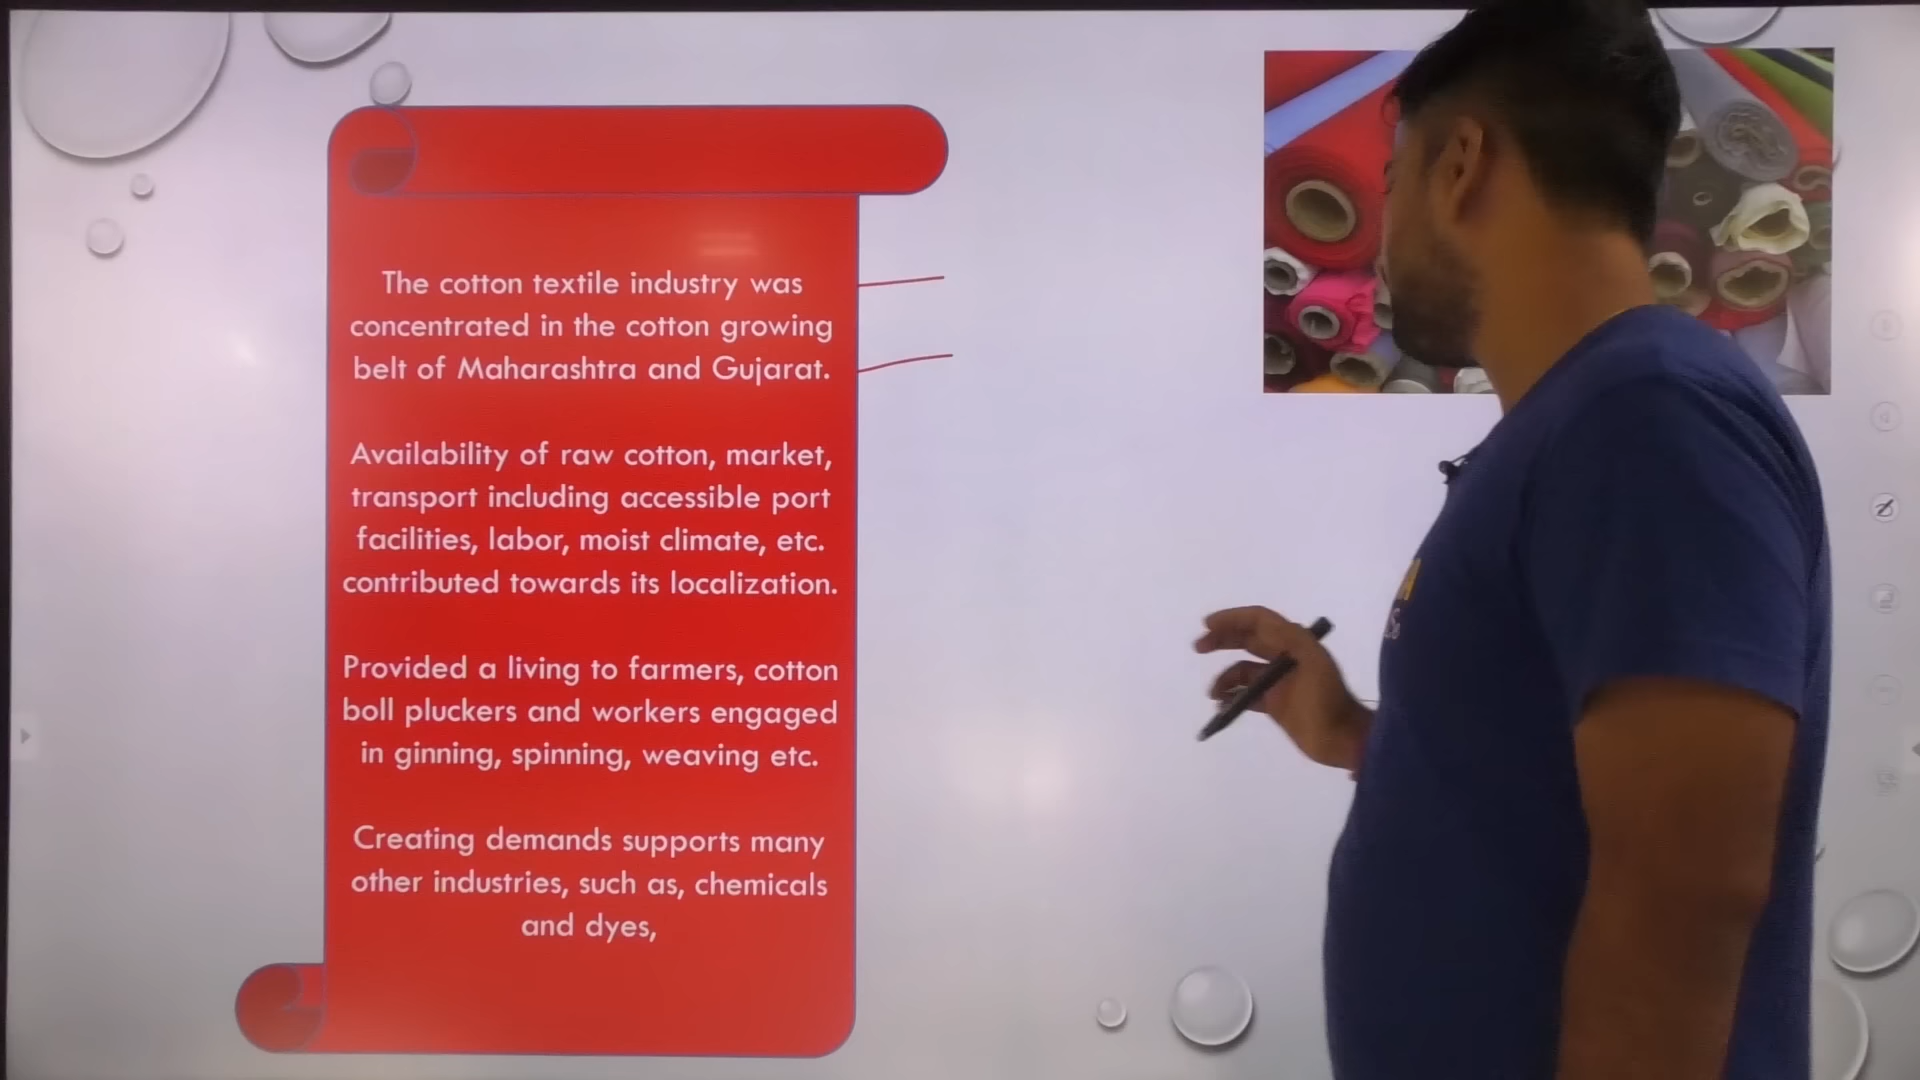 The cotton textile industry was
concentrated in the cotton growing
belt of Maharashtra and Gujarat.
Availability of raw cotton, market,
transport including accessible port
facilities, labor, moist climate, etc.
contributed towards its localization.
Provided a living to farmers, cotton
boll pluckers and workers engaged
in ginning, spinning, weaving etc.
Creating demands supports many
other industries, such as, chemicals
and dyes,